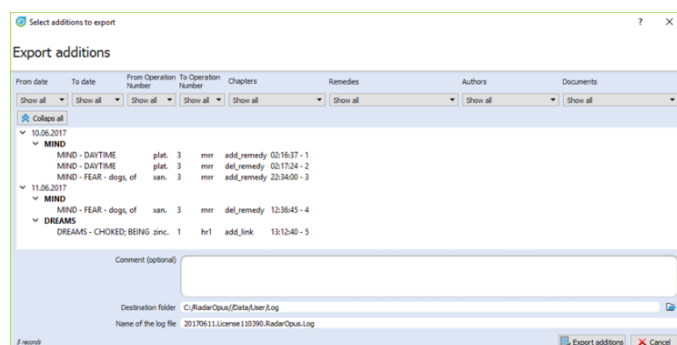 Select additions to export
Export additions
From date To date From Operation Number To Operation Number Chapters Remedies Authors Documents
Show all Show all Show all Show all Show all Show all Show all Show all
Collaps all
10.06.2017
MIND
MIND - DAYTIME plat. 3 mrr add_remedy 02:16:37 - 1
MIND - DAYTIME plat. 3 mrr del_remedy 02:17:24 - 2
MIND - FEAR - dogs, of xan. 3 mrr add_remedy 22:34:00 - 3
11.06.2017
MIND
MIND - FEAR - dogs, of xan. 3 mrr del_remedy 12:36:45 - 4
DREAMS
DREAMS - CHOKED; BEING zinc. 1 hr1 add_link 13:12:40 - 5
Comment (optional)
Destination folder C:/RadarOpus//Data/User/Log
Name of the log file 20170611.License110390.RadarOpus.Log
5 records Export additions Cancel